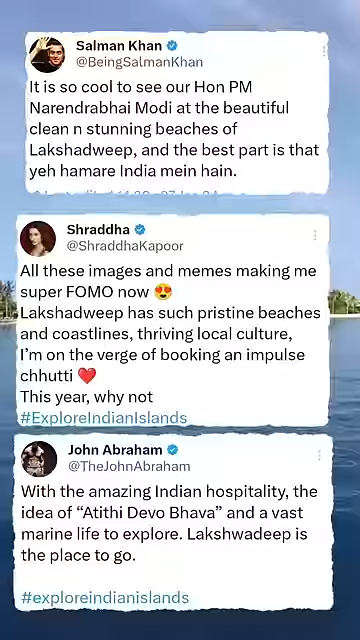 Salman Khan
@BeingSalmanKhan
It is so cool to see our Hon PM
Narendrabhai Modi at the beautiful
clean n stunning beaches of
Lakshadweep, and the best part is that
yeh hamare India mein hain.
Shraddha
@ShraddhaKapoor
All these images and memes making me
super FOMO now 😍
Lakshadweep has such pristine beaches
and coastlines, thriving local culture,
I'm on the verge of booking an impulse
chhutti ❤️
This year, why not
#ExploreIndianIslands
John Abraham
@TheJohnAbraham
With the amazing Indian hospitality, the
idea of “Atithi Devo Bhava” and a vast
marine life to explore. Lakshwadeep is
the place to go.
#exploreindianislands